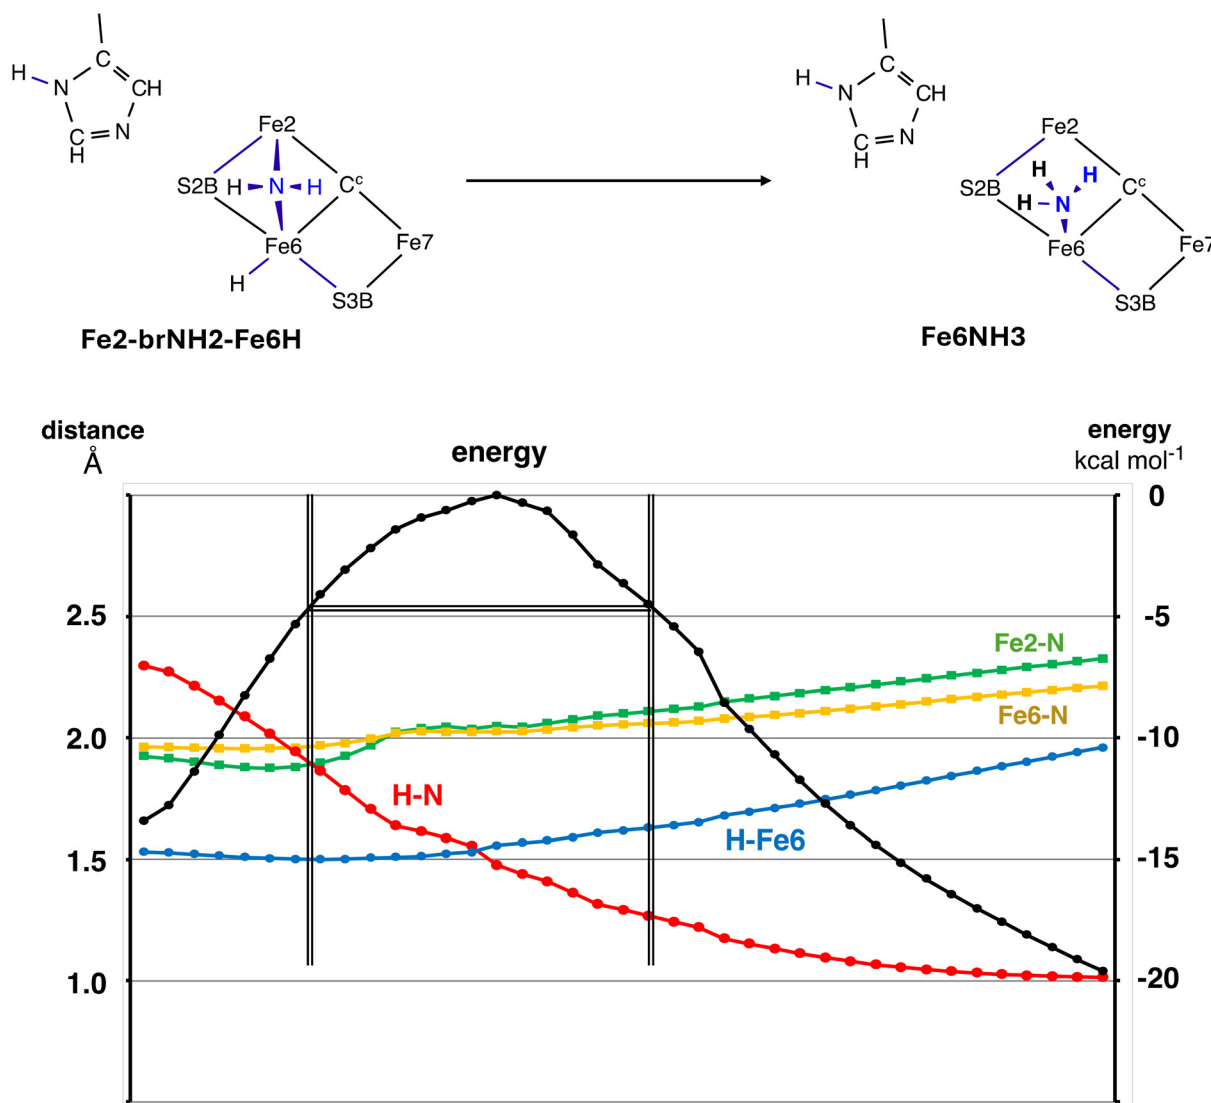 C
H
N
CH
C
H
N
Fe2
S2B
H
N
H
Cc
Fe6
Fe7
H
S3B
Fe2-brNH2-Fe6H
C
H
N
CH
C
H
N
Fe2
H
H
S2B
H
N
Cc
Fe6
Fe7
S3B
Fe6NH3
distance
Å
energy
energy
kcal mol-1
0
2.5
-5
Fe2-N
Fe6-N
2.0
-10
H-N
H-Fe6
1.5
-15
1.0
-20